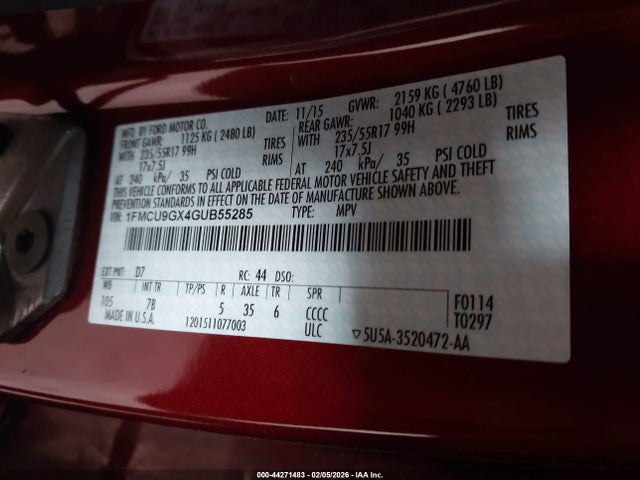 MFD. BY FORD MOTOR CO. DATE: 11/15 GVWR: 2159 KG ( 4760 LB)
FRONT GAWR: 1125 KG ( 2480 LB) REAR GAWR: 1040 KG ( 2293 LB)
WITH 235/55R17 99H TIRES WITH 235/55R17 99H TIRES
17x7.5J RIMS 17x7.5J RIMS
AT 240 kPa/ 35 PSI COLD AT 240 kPa/ 35 PSI COLD
THIS VEHICLE CONFORMS TO ALL APPLICABLE FEDERAL MOTOR VEHICLE SAFETY AND THEFT
PREVENTION STANDARDS IN EFFECT ON THE DATE OF MANUFACTURE SHOWN ABOVE.
VIN: 1FMCU9GX4GUB55285 TYPE: MPV
EXT PNT: D7 RC: 44 DSO:
WB INT TR TP/PS R AXLE TR SPR
105 7B 5 35 6 CCCC F0114
MADE IN U.S.A. 1201511077003 ULC T0297
▽5U5A-3520472-AA
000-44271483 - 02/05/2026 - IAA Inc.